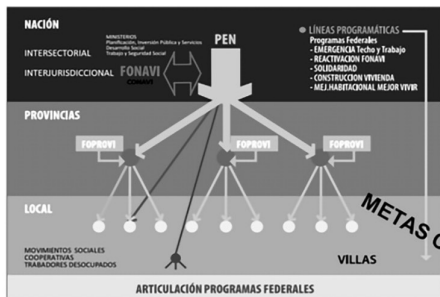 NACIÓN
MINISTERIOS
Planificación, Inversión Pública y Servicios
Desarrollo Social
Trabajo y Seguridad Social
INTERSECTORIAL
INTERJURISDICCIONAL
FONAVI
CONAVI
PEN
LÍNEAS PROGRAMÁTICAS
Programas Federales
- EMERGENCIA Techo y Trabajo
- REACTIVACION FONAVI
- SOLIDARIDAD
- CONSTRUCCION VIVIENDA
- MEJ.HABITACIONAL MEJOR VIVIR
PROVINCIAS
FOPROVI
FOPROVI
FOPROVI
LOCAL
METAS
MOVIMIENTOS SOCIALES
COOPERATIVAS
TRABADORES DESOCUPADOS
VILLAS
ARTICULACIÓN PROGRAMAS FEDERALES